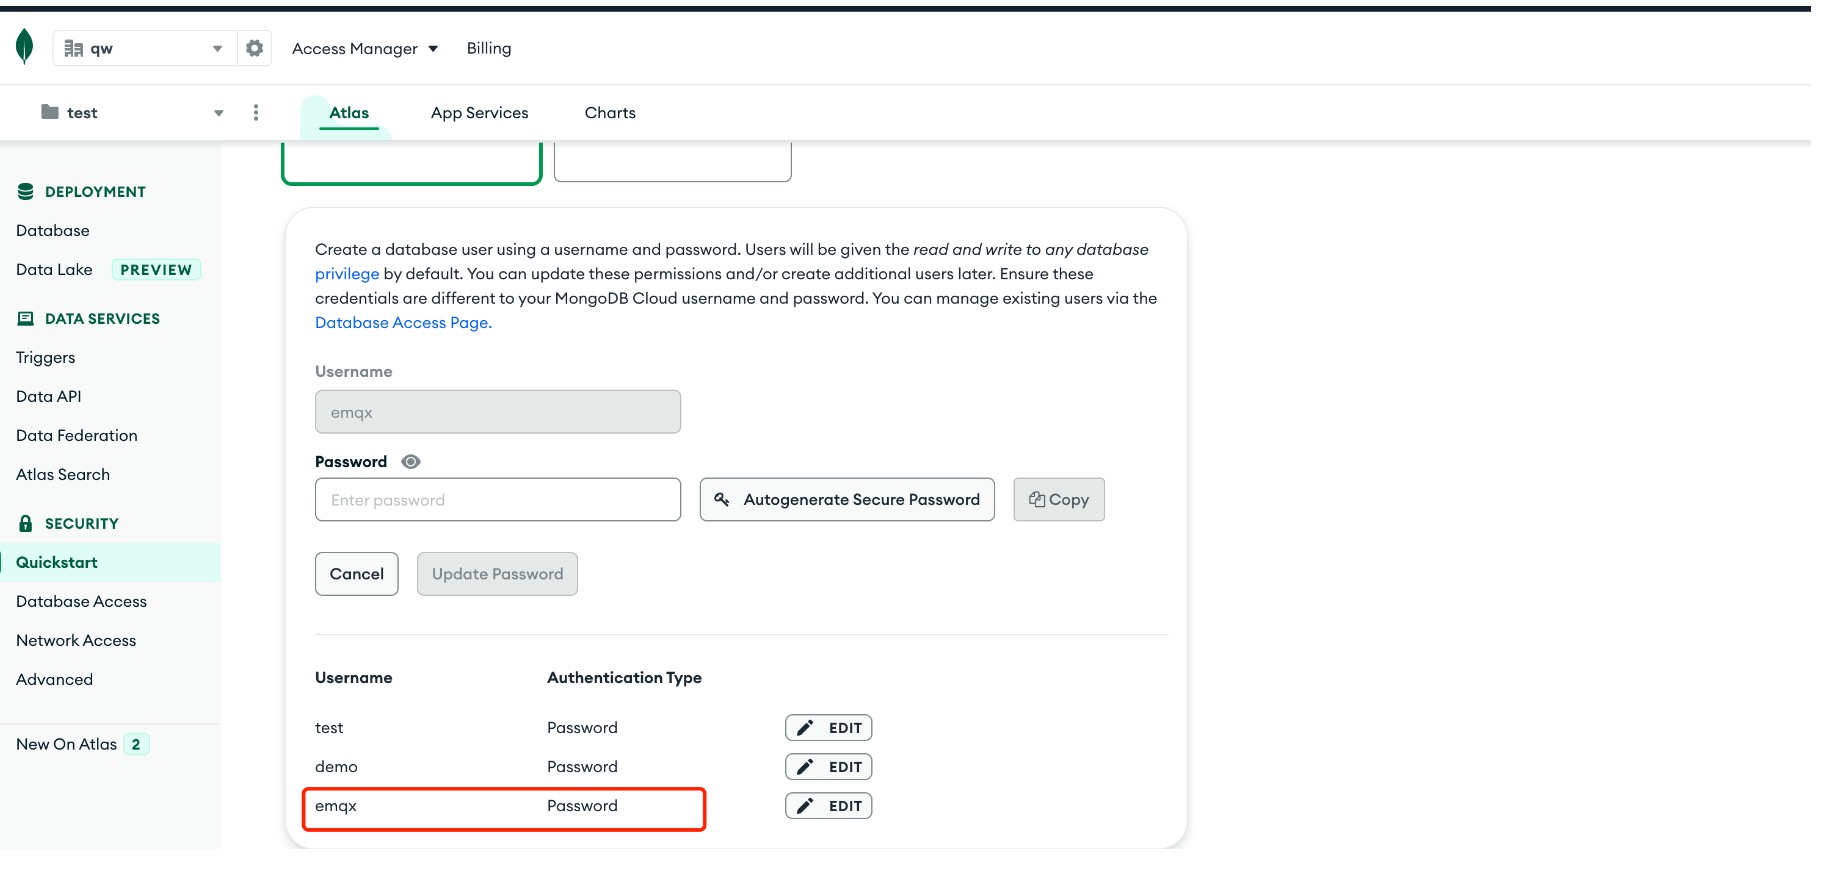 qw
Access Manager
Billing
test
Atlas
App Services
Charts
DEPLOYMENT
Database
Data Lake PREVIEW
DATA SERVICES
Triggers
Data API
Data Federation
Atlas Search
SECURITY
Quickstart
Database Access
Network Access
Advanced
New On Atlas 2
Create a database user using a username and password. Users will be given the read and write to any database
privilege by default. You can update these permissions and/or create additional users later. Ensure these
credentials are different to your MongoDB Cloud username and password. You can manage existing users via the
Database Access Page.
Username
emqx
Password
Enter password
Autogenerate Secure Password
Copy
Cancel
Update Password
Username Authentication Type
test Password EDIT
demo Password EDIT
emqx Password EDIT